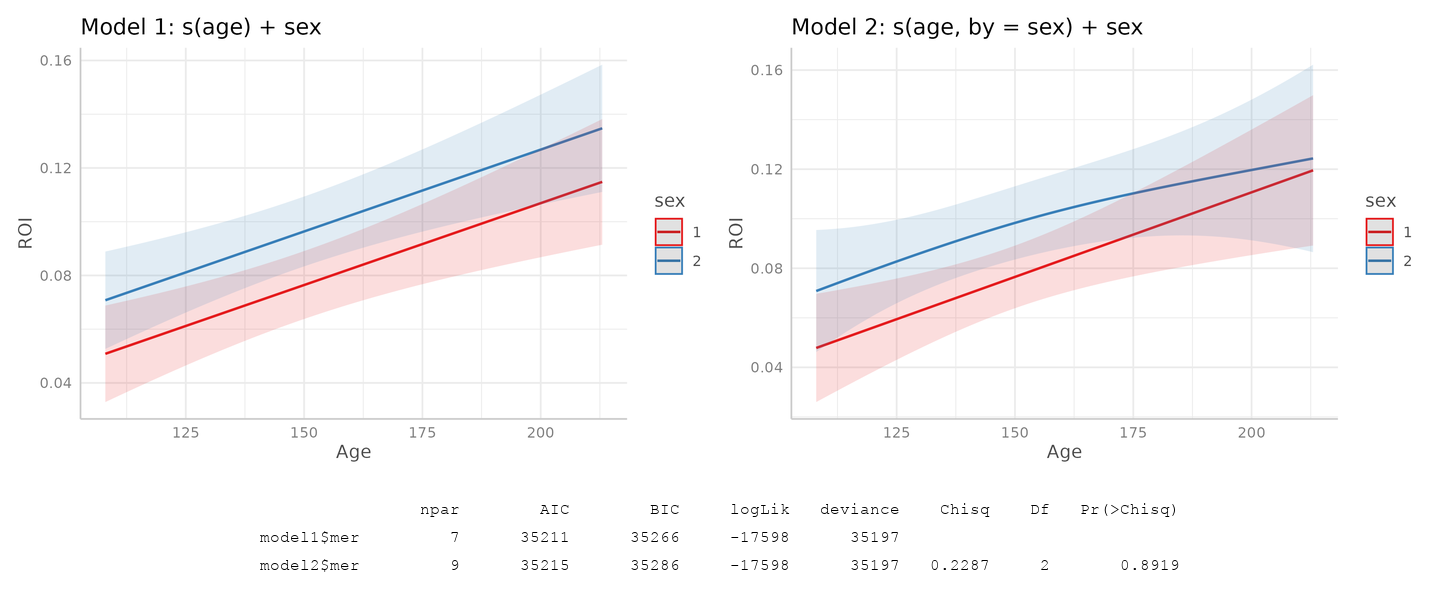 Model 1: s(age) + sex
0.16
0.12
0.08
0.04
ROI
125 150 175 200
Age
sex
1
2
Model 2: s(age, by = sex) + sex
0.16
0.12
0.08
0.04
ROI
125 150 175 200
Age
sex
1
2
npar AIC BIC logLik deviance Chisq Df Pr(>Chisq)
model1$mer 7 35211 35266 -17598 35197
model2$mer 9 35215 35286 -17598 35197 0.2287 2 0.8919